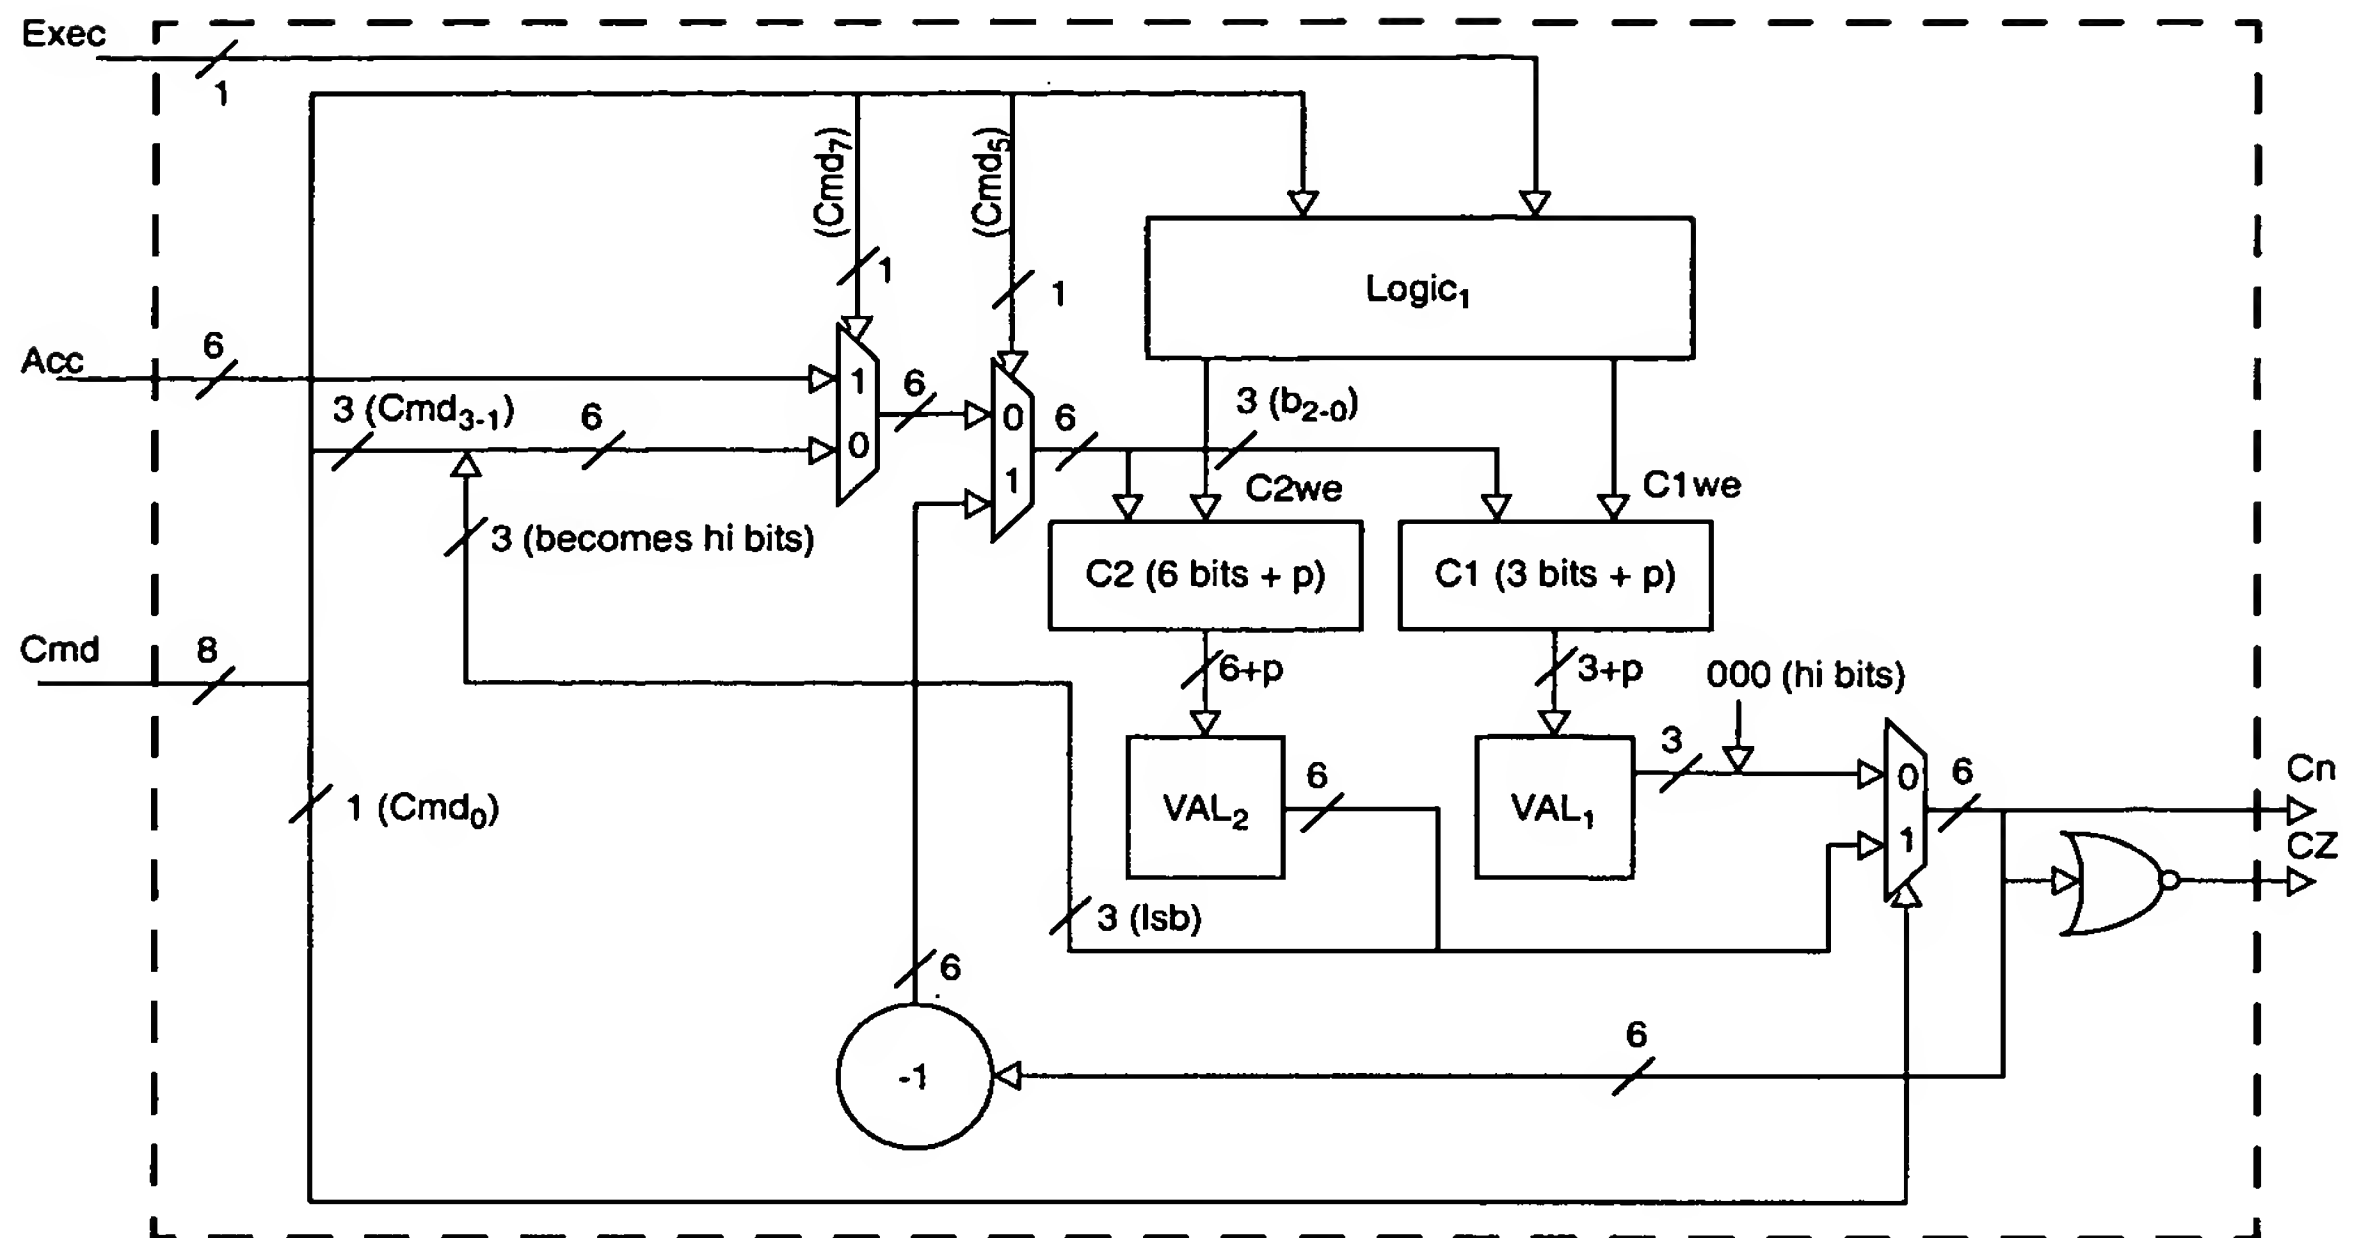 Exec
1
(Cmd₇)
(Cmd₅)
1
1
Logic₁
Acc
6
3 (Cmd₃₋₁)
6
1
0
6
0
1
6
3 (b₂₋₀)
C2we
C1we
3 (becomes hi bits)
C2 (6 bits + p)
C1 (3 bits + p)
Cmd
8
6+p
3+p
000 (hi bits)
1 (Cmd₀)
VAL₂
6
VAL₁
3
0
1
6
Cn
CZ
3 (lsb)
6
-1
6